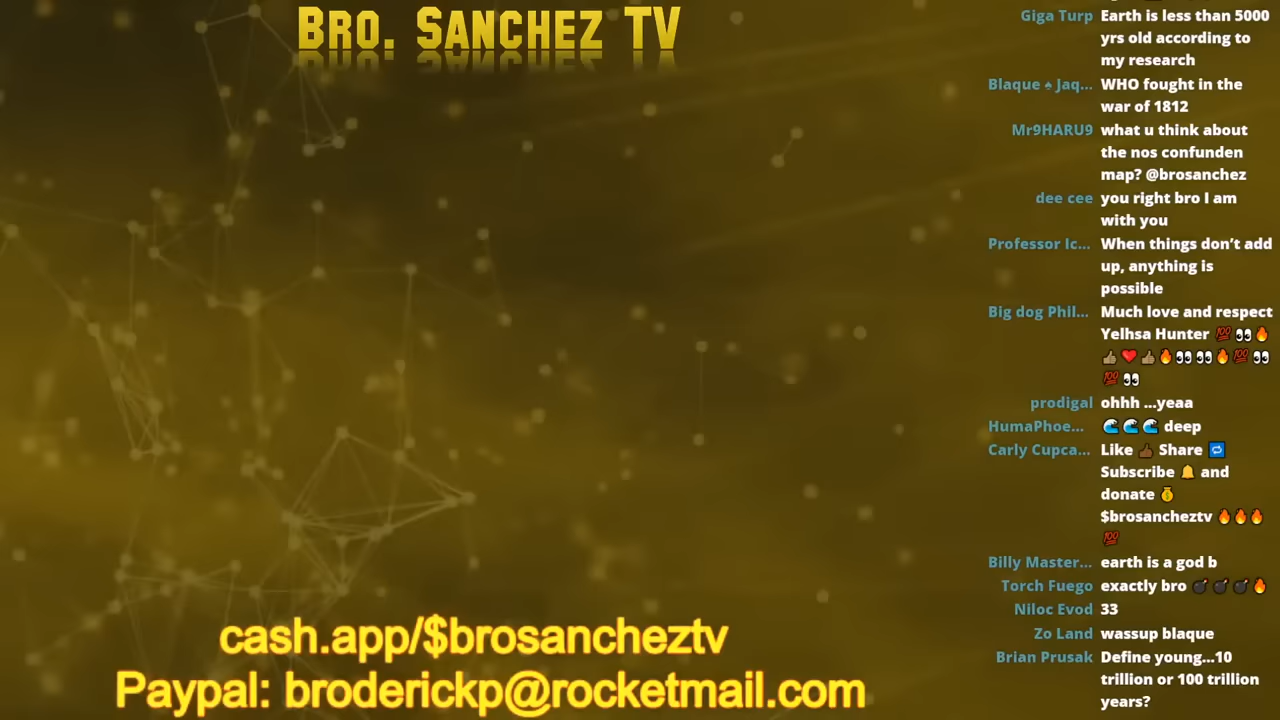 Bro. Sanchez TV
Giga Turp Earth is less than 5000
yrs old according to
my research
Blaque ♠ Jaq... WHO fought in the
war of 1812
Mr9HARU9 what u think about
the nos confunden
map? @brosanchez
dee cee you right bro I am
with you
Professor Ic... When things don’t add
up, anything is
possible
Big dog Phil... Much love and respect
Yelhsa Hunter 💯👀🔥
👍🏽❤️👍🏽🔥👀👀🔥💯👀
💯👀
prodigal ohhh ...yeaa
HumaPhoe... 🌊🌊🌊 deep
Carly Cupca... Like 👍🏾 Share 🔁
Subscribe 🔔 and
donate 💰
$brosancheztv 🔥🔥🔥
💯
Billy Master... earth is a god b
Torch Fuego exactly bro 💣💣💣🔥
Niloc Evod 33
Zo Land wassup blaque
Brian Prusak Define young...10
trillion or 100 trillion
years?
cash.app/$brosancheztv
Paypal: broderickp@rocketmail.com